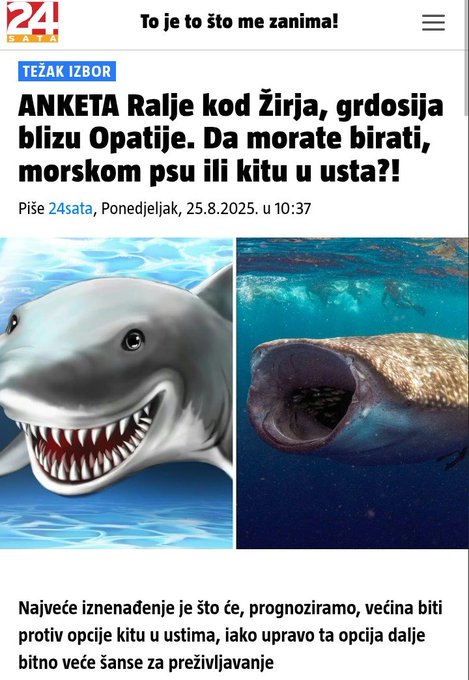 24
SATA
To je to što me zanima!
TEŽAK IZBOR
ANKETA Ralje kod Žirja, grdosija
blizu Opatije. Da morate birati,
morskom psu ili kitu u usta?!
Piše 24sata, Ponedjeljak, 25.8.2025. u 10:37
Najveće iznenađenje je što će, prognoziramo, većina biti
protiv opcije kitu u ustima, iako upravo ta opcija dalje
bitno veće šanse za preživljavanje